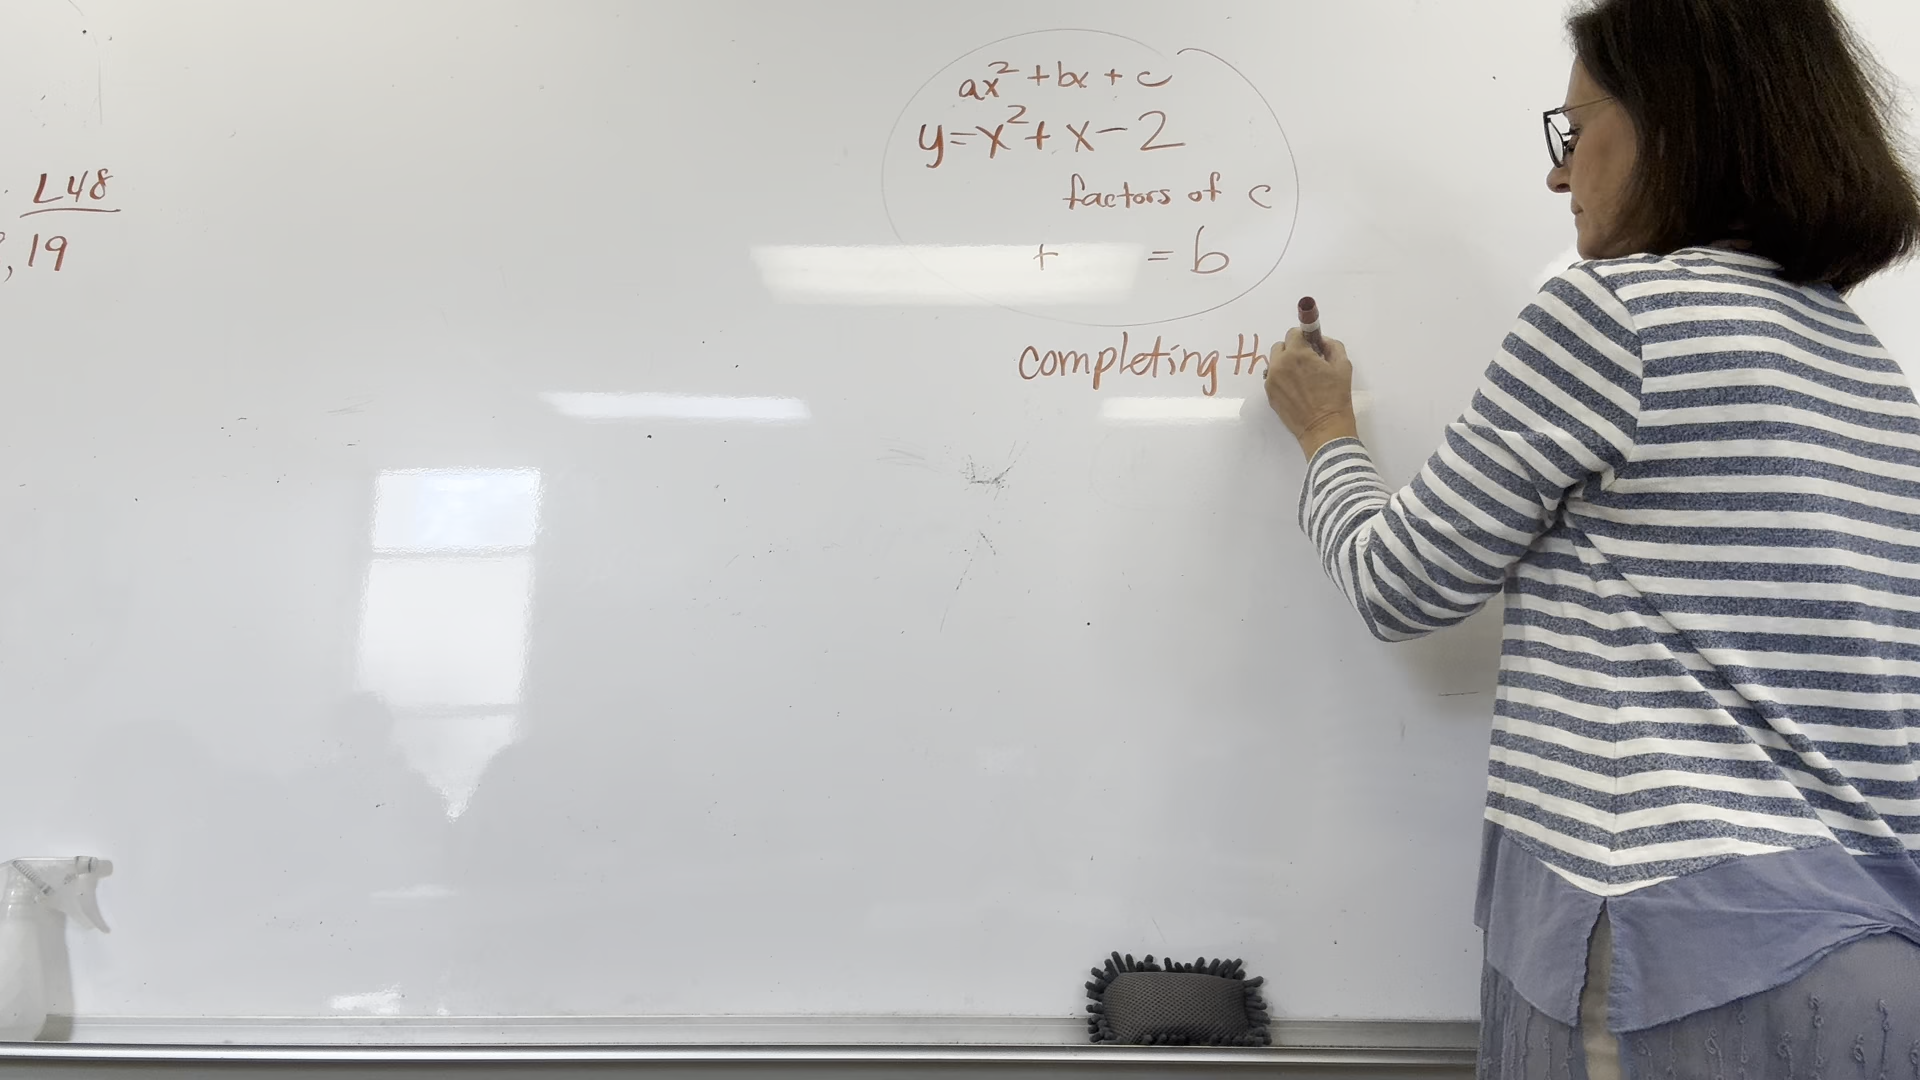 L48
, 19
ax² + bx + c
y = x² + x - 2
factors of c
+ = b
completing th